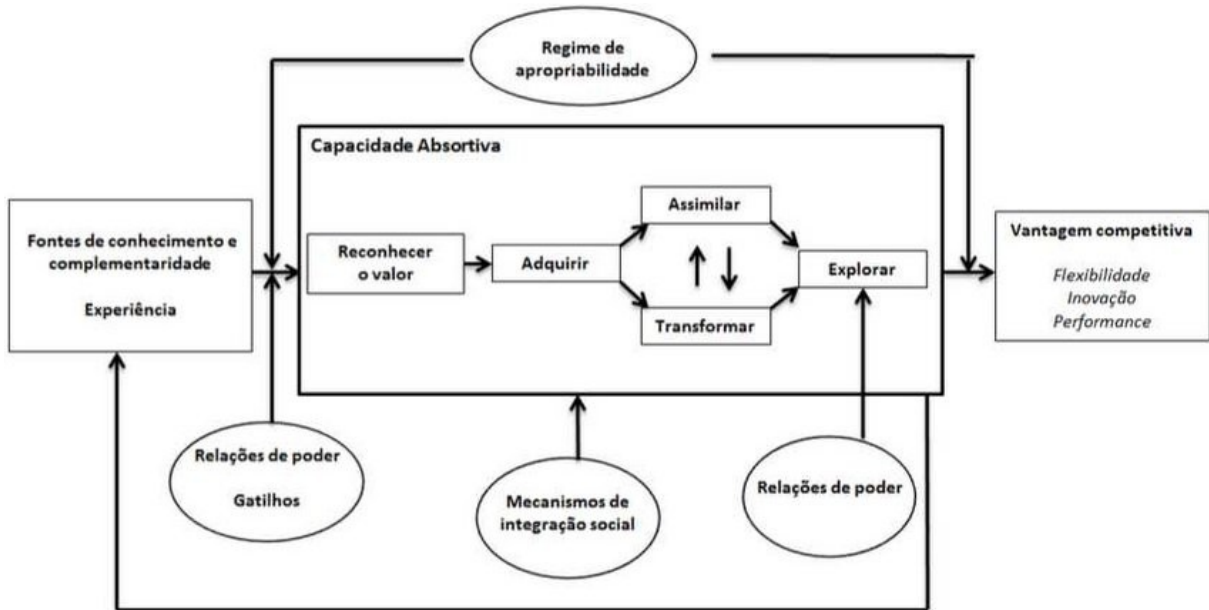 Regime de
apropriabilidade
Capacidade Absortiva
Fontes de conhecimento e
complementaridade
Experiência
Reconhecer
o valor
Adquirir
Assimilar
Transformar
Explorar
Vantagem competitiva
Flexibilidade
Inovação
Performance
Relações de poder
Gatilhos
Mecanismos de
integração social
Relações de poder